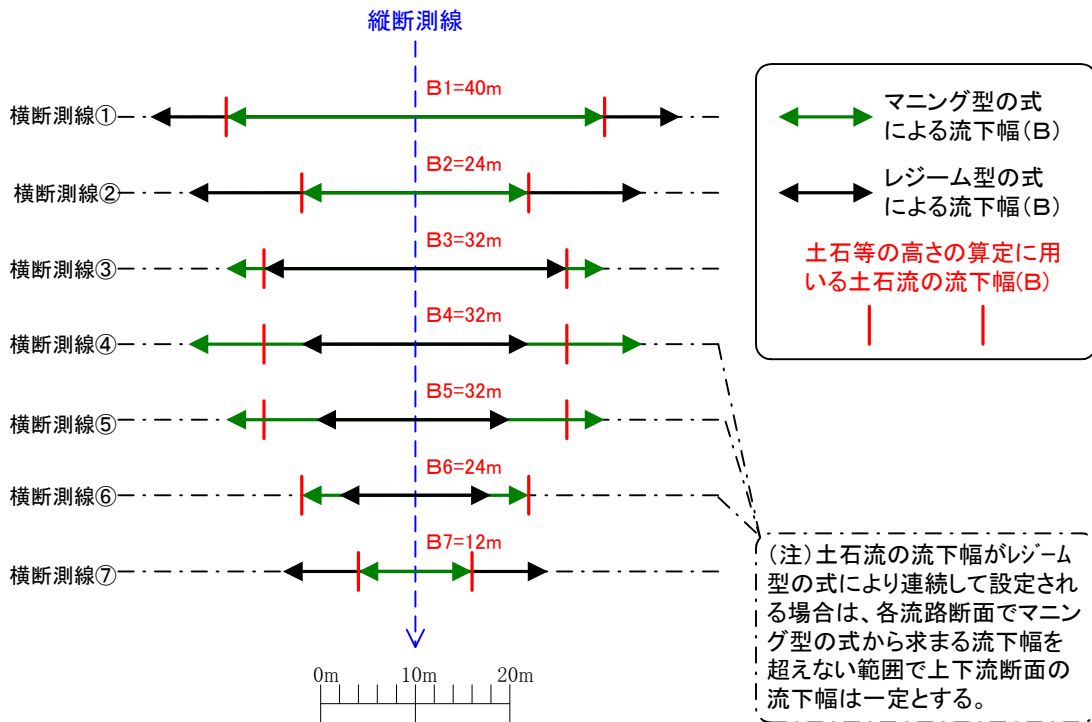 縦断測線
横断測線①
B1=40m
横断測線②
B2=24m
横断測線③
B3=32m
横断測線④
B4=32m
横断測線⑤
B5=32m
横断測線⑥
B6=24m
横断測線⑦
B7=12m
0m
10m
20m
マニング型の式
による流下幅(B)
レジーム型の式
による流下幅(B)
土石等の高さの算定に用
いる土石流の流下幅(B)
(注)土石流の流下幅がレジーム
型の式により連続して設定され
る場合は、各流路断面でマニン
グ型の式から求まる流下幅を
超えない範囲で上下流断面の
流下幅は一定とする。